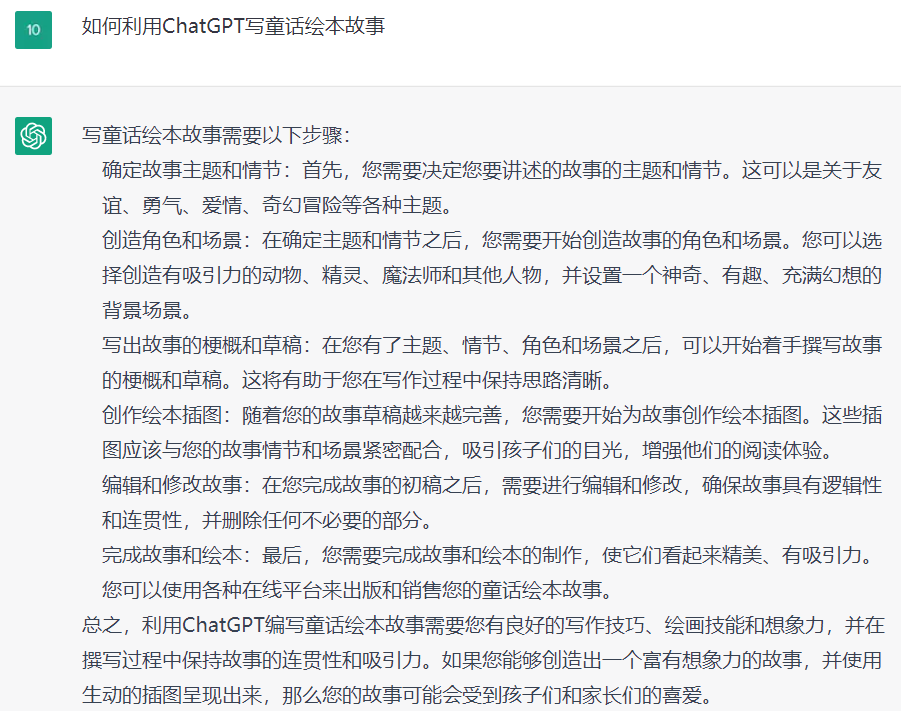 10
如何利用ChatGPT写童话绘本故事
写童话绘本故事需要以下步骤：
确定故事主题和情节：首先，您需要决定您要讲述的故事的主题和情节。这可以是关于友
谊、勇气、爱情、奇幻冒险等各种主题。
创造角色和场景：在确定主题和情节之后，您需要开始创造故事的角色和场景。您可以选
择创造有吸引力的动物、精灵、魔法师和其他人物，并设置一个神奇、有趣、充满幻想的
背景场景。
写出故事的梗概和草稿：在您有了主题、情节、角色和场景之后，可以开始着手撰写故事
的梗概和草稿。这将有助于您在写作过程中保持思路清晰。
创作绘本插图：随着您的故事草稿越来越完善，您需要开始为故事创作绘本插图。这些插
图应该与您的故事情节和场景紧密配合，吸引孩子们的目光，增强他们的阅读体验。
编辑和修改故事：在您完成故事的初稿之后，需要进行编辑和修改，确保故事具有逻辑性
和连贯性，并删除任何不必要的部分。
完成故事和绘本：最后，您需要完成故事和绘本的制作，使它们看起来精美、有吸引力。
您可以使用各种在线平台来出版和销售您的童话绘本故事。
总之，利用ChatGPT编写童话绘本故事需要您有良好的写作技巧、绘画技能和想象力，并在
撰写过程中保持故事的连贯性和吸引力。如果您能够创造出一个富有想象力的故事，并使用
生动的插图呈现出来，那么您的故事可能会受到孩子们和家长们的喜爱。